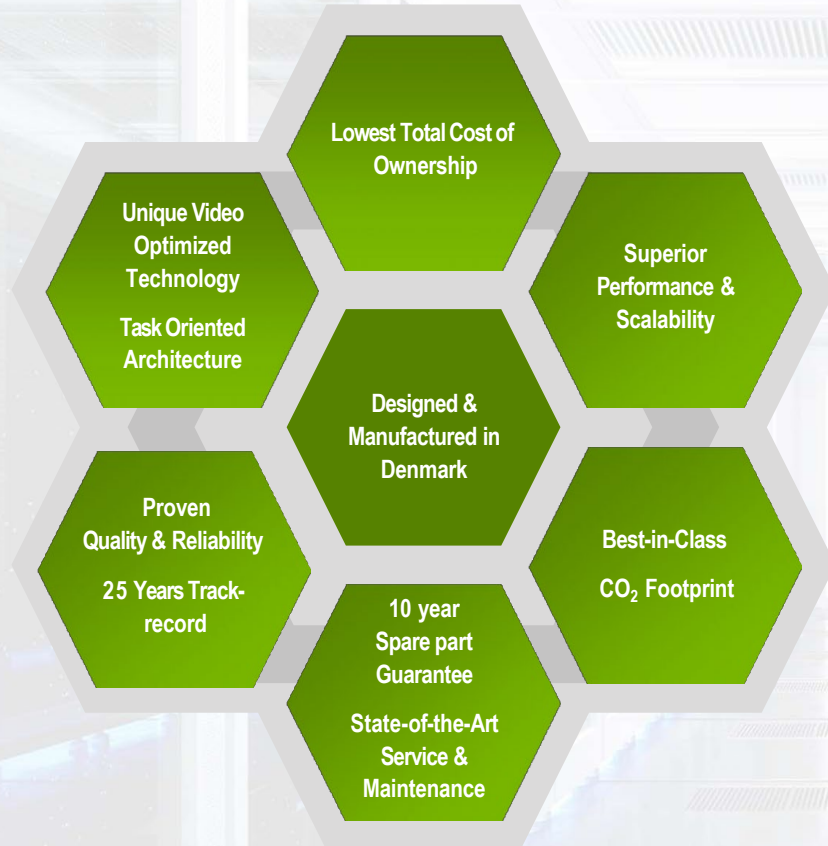 Lowest Total Cost of
Ownership
Unique Video
Optimized
Technology
Task Oriented
Architecture
Superior
Performance &
Scalability
Designed &
Manufactured in
Denmark
Proven
Quality & Reliability
25 Years Track-
record
Best-in-Class
CO₂ Footprint
10 year
Spare part
Guarantee
State-of-the-Art
Service &
Maintenance